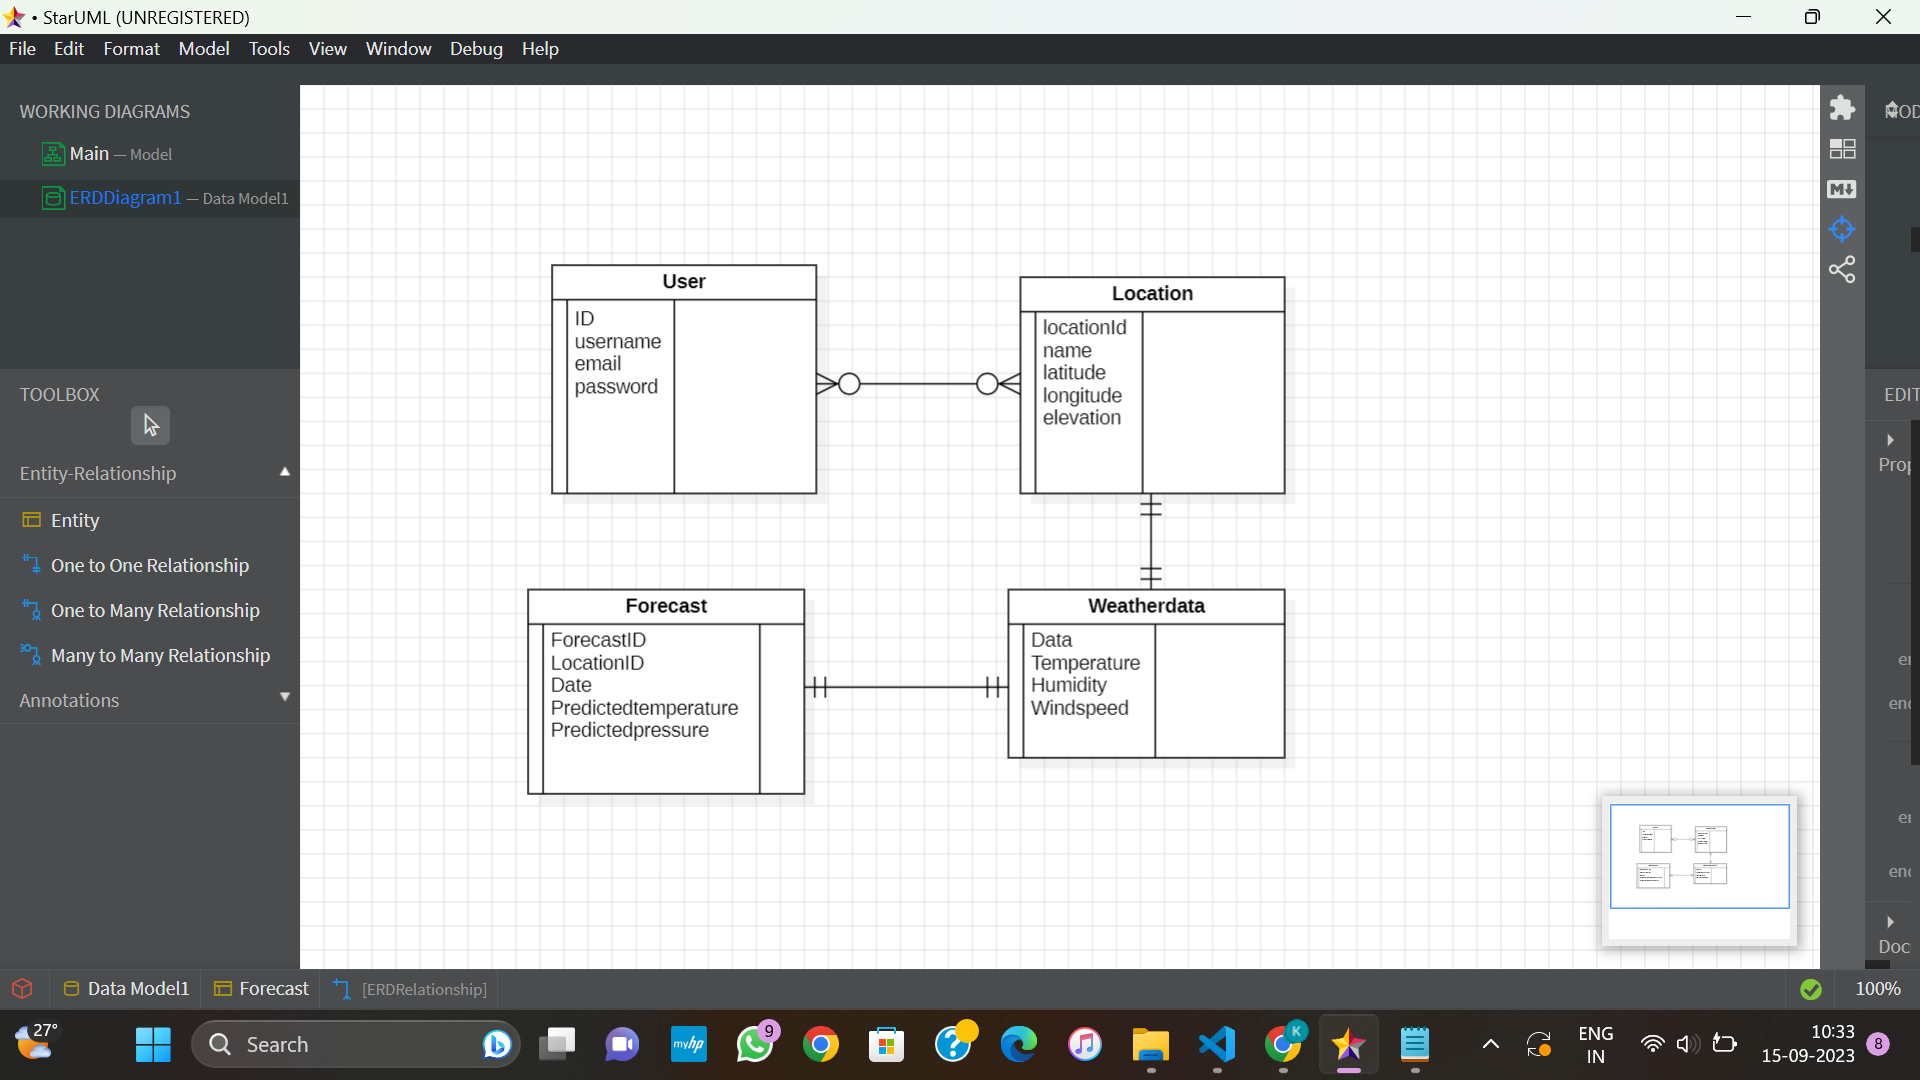 • StarUML (UNREGISTERED)
File Edit Format Model Tools View Window Debug Help
WORKING DIAGRAMS
Main — Model
ERDDiagram1 — Data Model1
TOOLBOX
Entity-Relationship
Entity
One to One Relationship
One to Many Relationship
Many to Many Relationship
Annotations
User
ID
username
email
password
Location
locationId
name
latitude
longitude
elevation
Forecast
ForecastID
LocationID
Date
Predictedtemperature
Predictedpressure
Weatherdata
Data
Temperature
Humidity
Windspeed
M
EDIT
Prop
en
end
en
end
Doc
Data Model1 Forecast [ERDRelationship]
100%
27°
Search
myhp
9
K
ENG
IN
10:33
15-09-2023
8